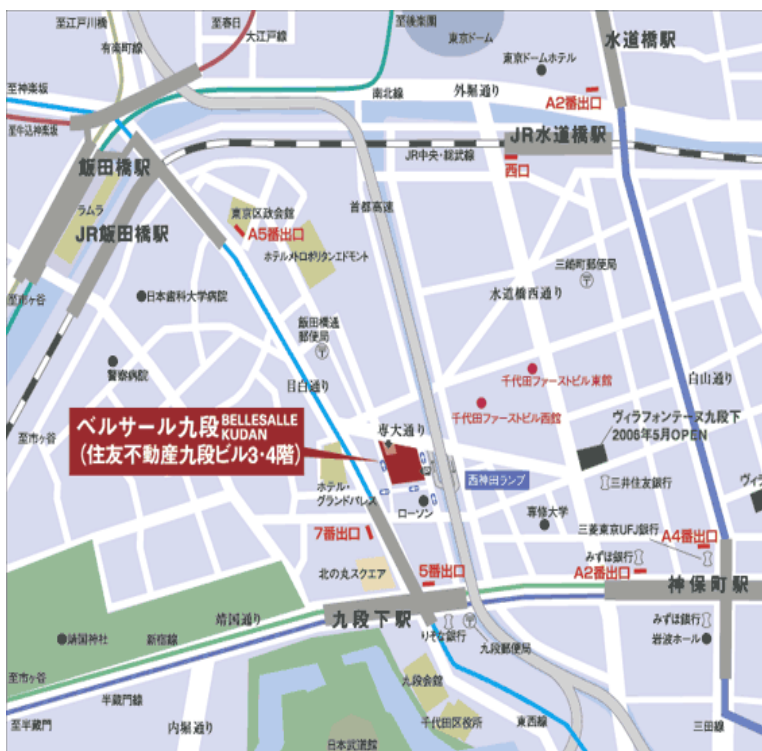 至江戸川橋
至春日
至後楽園
有楽町線
大江戸線
東京ドーム
水道橋駅
東京ドームホテル
至神楽坂
南北線
外堀通り
A2番出口
至牛込神楽坂
JR水道橋駅
飯田橋駅
JR中央・総武線
西口
ラムラ
東京区政会館
首都高速
JR飯田橋駅
A5番出口
ホテルメトロポリタンエドモント
三崎町郵便局
至市ヶ谷
日本歯科大学病院
水道橋西通り
飯田橋通
郵便局
警察病院
目白通り
千代田ファーストビル東館
白山通り
千代田ファーストビル西館
ベルサール九段 BELLESALLE
KUDAN
(住友不動産九段ビル3・4階)
専大通り
ヴィラフォンテーヌ九段下
2006年5月OPEN
至市ヶ谷
西神田ランプ
三井住友銀行
ヴィラ
ホテル・
グランドパレス
ローソン
専修大学
7番出口
三菱東京UFJ銀行
A4番出口
みずほ銀行
北の丸スクエア
5番出口
A2番出口
神保町駅
靖国通り
九段下駅
みずほ銀行
靖国神社
新宿線
りそな銀行
九段郵便局
岩波ホール
至市ヶ谷
九段会館
半蔵門線
至半蔵門
内堀通り
千代田区役所
東西線
三田線
日本武道館